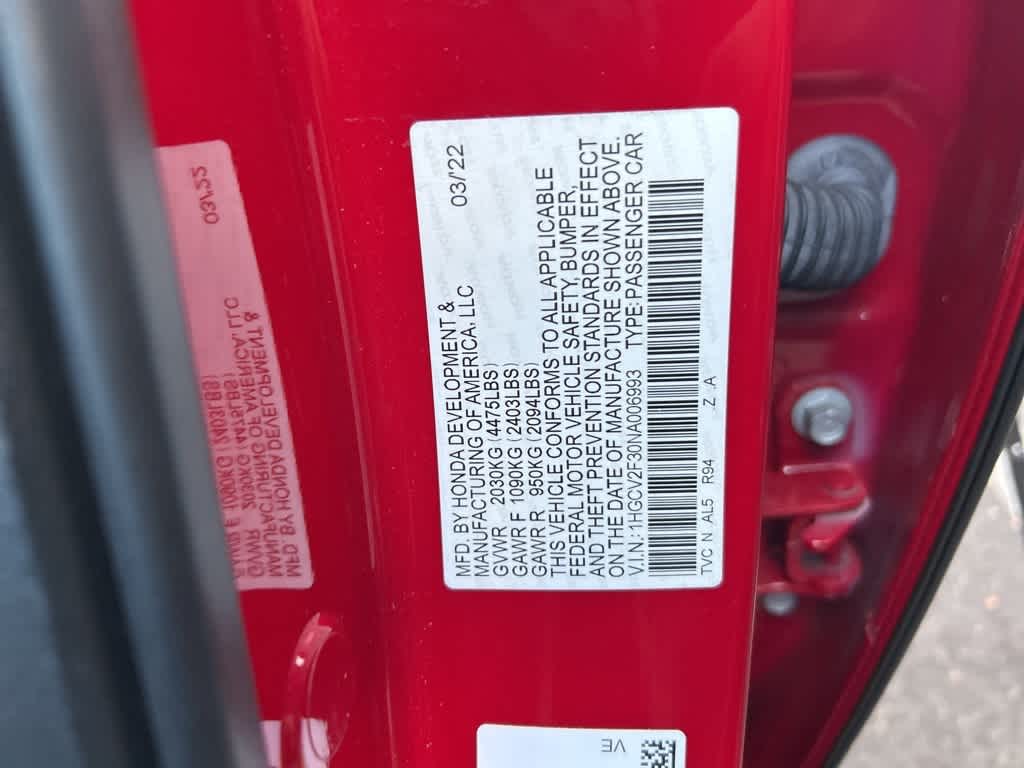 MFD. BY HONDA DEVELOPMENT &
MANUFACTURING OF AMERICA, LLC 03/'22
GVWR 2030KG (4475LBS)
GAWR F 1090KG (2403LBS)
GAWR R 950KG (2094LBS)
THIS VEHICLE CONFORMS TO ALL APPLICABLE
FEDERAL MOTOR VEHICLE SAFETY, BUMPER,
AND THEFT PREVENTION STANDARDS IN EFFECT
ON THE DATE OF MANUFACTURE SHOWN ABOVE.
V.I.N.: 1HGCV2F30NA006993 TYPE: PASSENGER CAR
TVC N AL5 R94 Z A
VE